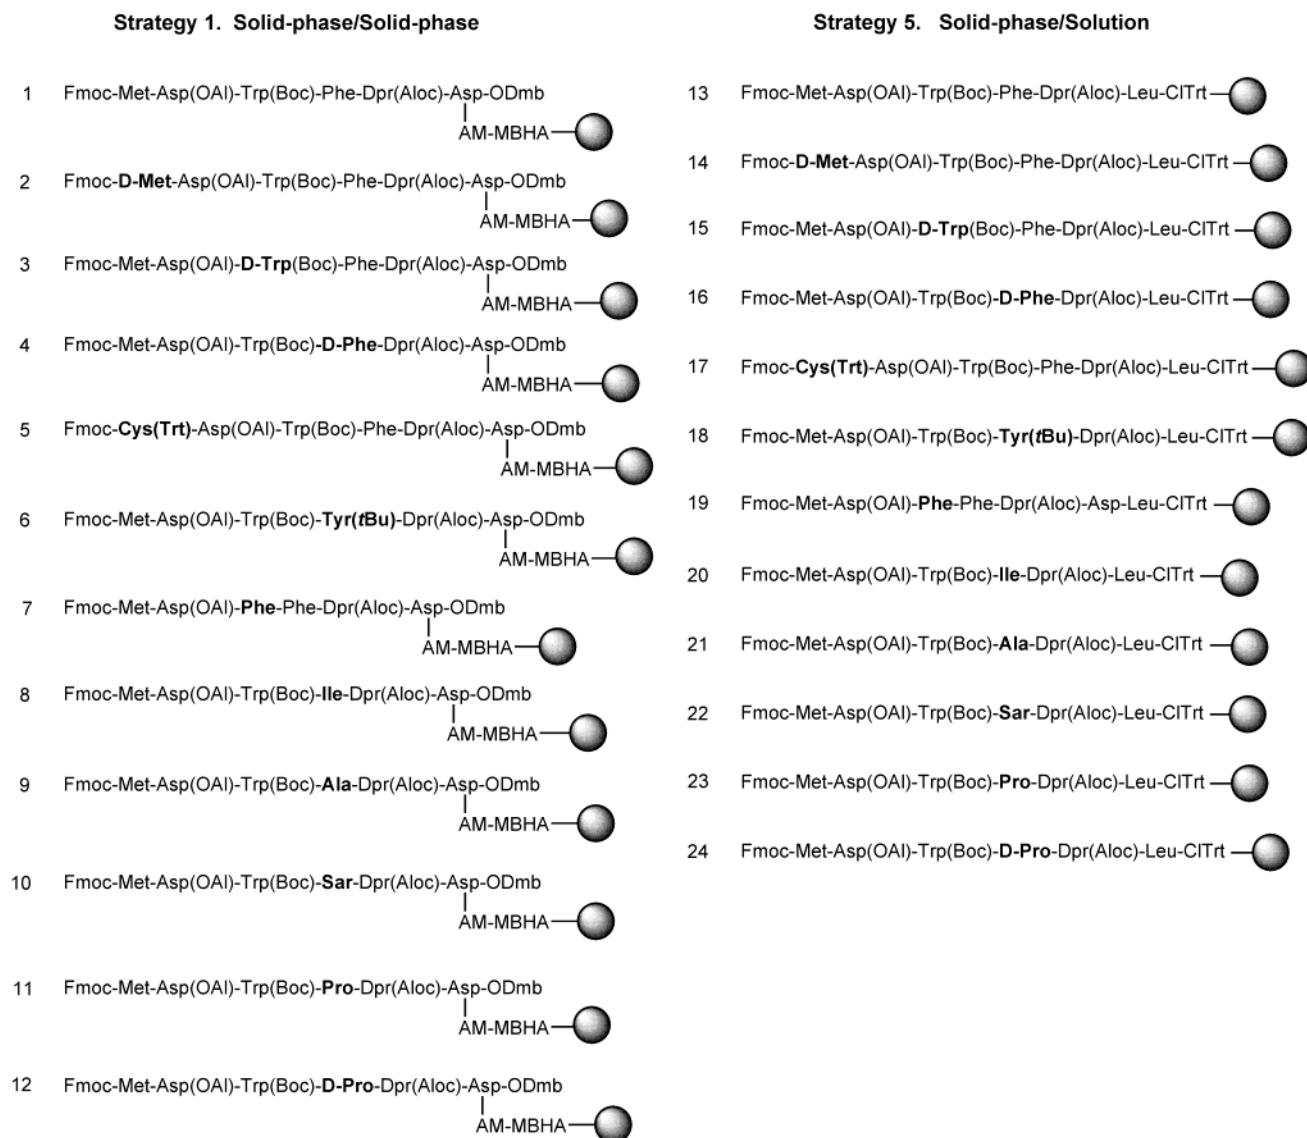 Strategy 1. Solid-phase/Solid-phase
1 Fmoc-Met-Asp(OAl)-Trp(Boc)-Phe-Dpr(Aloc)-Asp-ODmb
AM-MBHA
2 Fmoc-D-Met-Asp(OAl)-Trp(Boc)-Phe-Dpr(Aloc)-Asp-ODmb
AM-MBHA
3 Fmoc-Met-Asp(OAl)-D-Trp(Boc)-Phe-Dpr(Aloc)-Asp-ODmb
AM-MBHA
4 Fmoc-Met-Asp(OAl)-Trp(Boc)-D-Phe-Dpr(Aloc)-Asp-ODmb
AM-MBHA
5 Fmoc-Cys(Trt)-Asp(OAl)-Trp(Boc)-Phe-Dpr(Aloc)-Asp-ODmb
AM-MBHA
6 Fmoc-Met-Asp(OAl)-Trp(Boc)-Tyr(tBu)-Dpr(Aloc)-Asp-ODmb
AM-MBHA
7 Fmoc-Met-Asp(OAl)-Phe-Phe-Dpr(Aloc)-Asp-ODmb
AM-MBHA
8 Fmoc-Met-Asp(OAl)-Trp(Boc)-Ile-Dpr(Aloc)-Asp-ODmb
AM-MBHA
9 Fmoc-Met-Asp(OAl)-Trp(Boc)-Ala-Dpr(Aloc)-Asp-ODmb
AM-MBHA
10 Fmoc-Met-Asp(OAl)-Trp(Boc)-Sar-Dpr(Aloc)-Asp-ODmb
AM-MBHA
11 Fmoc-Met-Asp(OAl)-Trp(Boc)-Pro-Dpr(Aloc)-Asp-ODmb
AM-MBHA
12 Fmoc-Met-Asp(OAl)-Trp(Boc)-D-Pro-Dpr(Aloc)-Asp-ODmb
AM-MBHA
Strategy 5. Solid-phase/Solution
13 Fmoc-Met-Asp(OAl)-Trp(Boc)-Phe-Dpr(Aloc)-Leu-ClTrt
14 Fmoc-D-Met-Asp(OAl)-Trp(Boc)-Phe-Dpr(Aloc)-Leu-ClTrt
15 Fmoc-Met-Asp(OAl)-D-Trp(Boc)-Phe-Dpr(Aloc)-Leu-ClTrt
16 Fmoc-Met-Asp(OAl)-Trp(Boc)-D-Phe-Dpr(Aloc)-Leu-ClTrt
17 Fmoc-Cys(Trt)-Asp(OAl)-Trp(Boc)-Phe-Dpr(Aloc)-Leu-ClTrt
18 Fmoc-Met-Asp(OAl)-Trp(Boc)-Tyr(tBu)-Dpr(Aloc)-Leu-ClTrt
19 Fmoc-Met-Asp(OAl)-Phe-Phe-Dpr(Aloc)-Asp-Leu-ClTrt
20 Fmoc-Met-Asp(OAl)-Trp(Boc)-Ile-Dpr(Aloc)-Leu-ClTrt
21 Fmoc-Met-Asp(OAl)-Trp(Boc)-Ala-Dpr(Aloc)-Leu-ClTrt
22 Fmoc-Met-Asp(OAl)-Trp(Boc)-Sar-Dpr(Aloc)-Leu-ClTrt
23 Fmoc-Met-Asp(OAl)-Trp(Boc)-Pro-Dpr(Aloc)-Leu-ClTrt
24 Fmoc-Met-Asp(OAl)-Trp(Boc)-D-Pro-Dpr(Aloc)-Leu-ClTrt